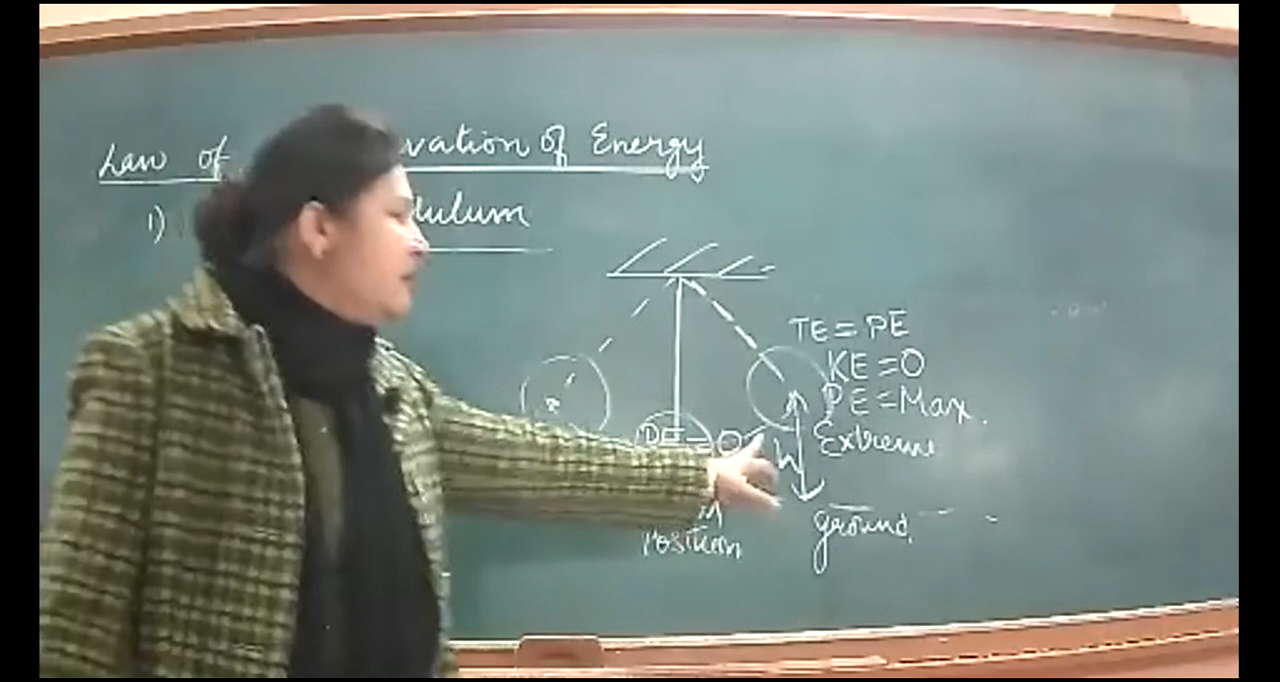 Law of vation of Energy
1) dulum
TE = PE
KE = 0
PE = Max.
PE = 0
Extreme
h
M
Position
ground.